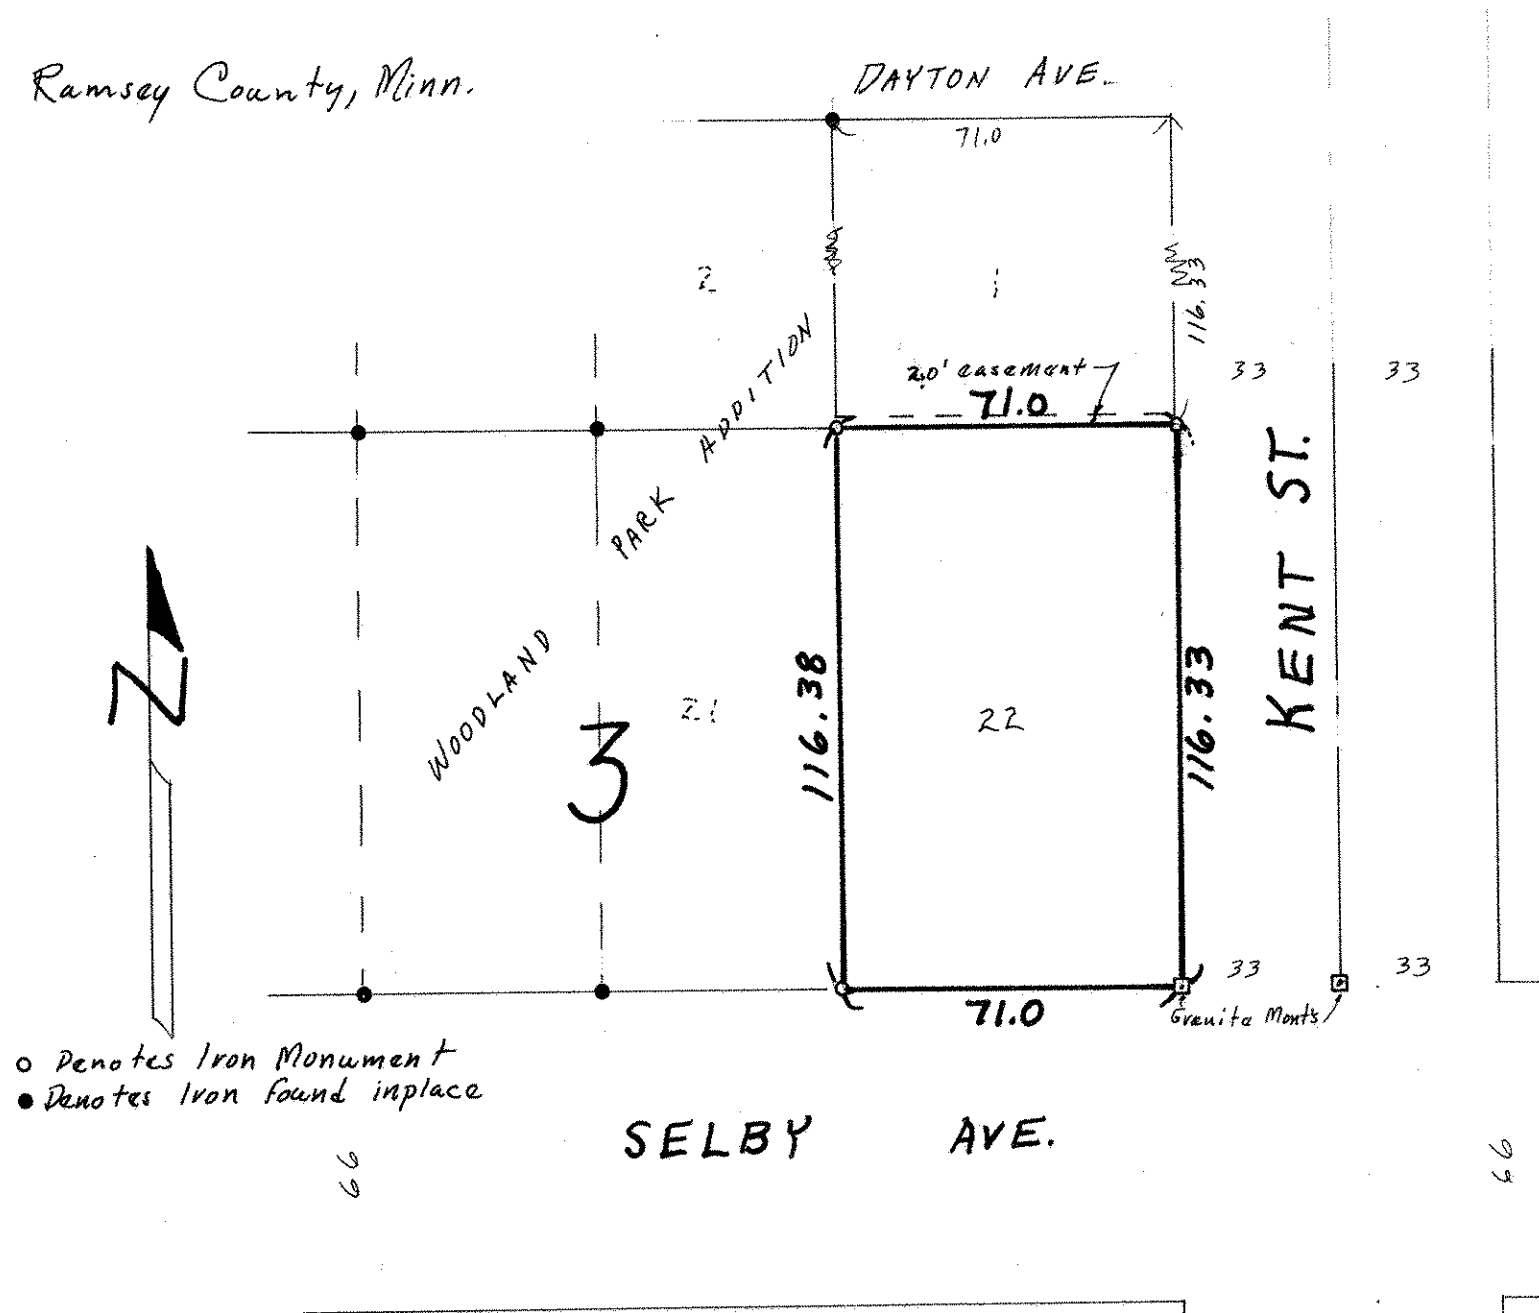 Ramsey County, Minn.
DAYTON AVE.
71.0
2
1
116.33
2.0' easement
33
33
71.0
WOODLAND PARK ADDITION
KENT ST.
N
116.38
116.33
21
22
3
33
33
71.0
Granite Mont's
o Denotes Iron Monument
● Denotes Iron found inplace
SELBY AVE.
66
66